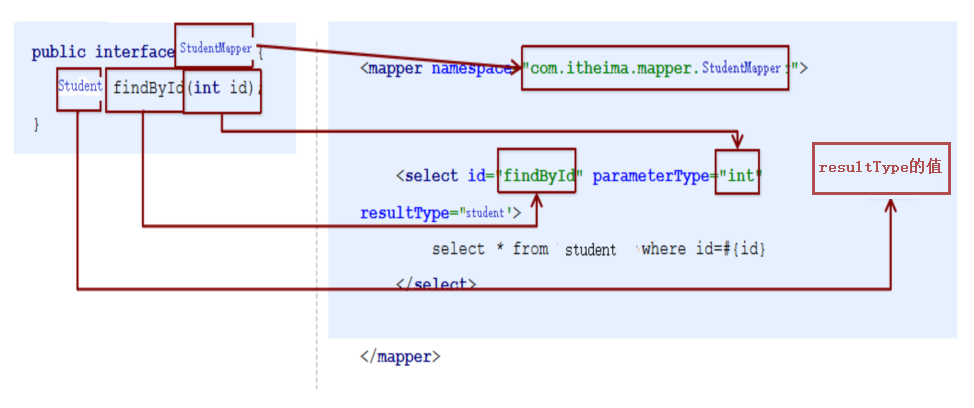 public interface StudentMapper {
Student findById(int id);
}
<mapper namespace="com.itheima.mapper.StudentMapper">
<select id="findById" parameterType="int"
resultType="student">
select * from student where id=#{id}
</select>
</mapper>
resultType的值